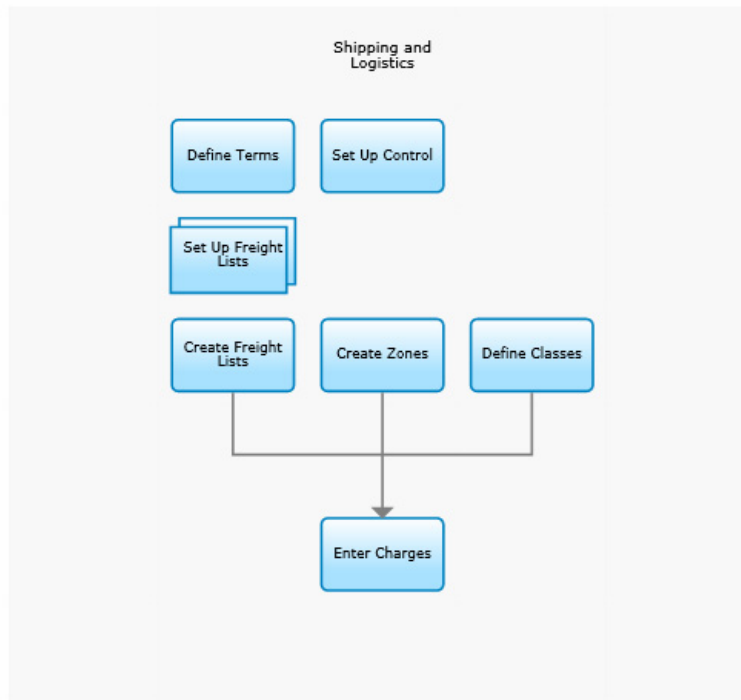 Shipping and
Logistics
Define Terms
Set Up Control
Set Up Freight
Lists
Create Freight
Lists
Create Zones
Define Classes
Enter Charges